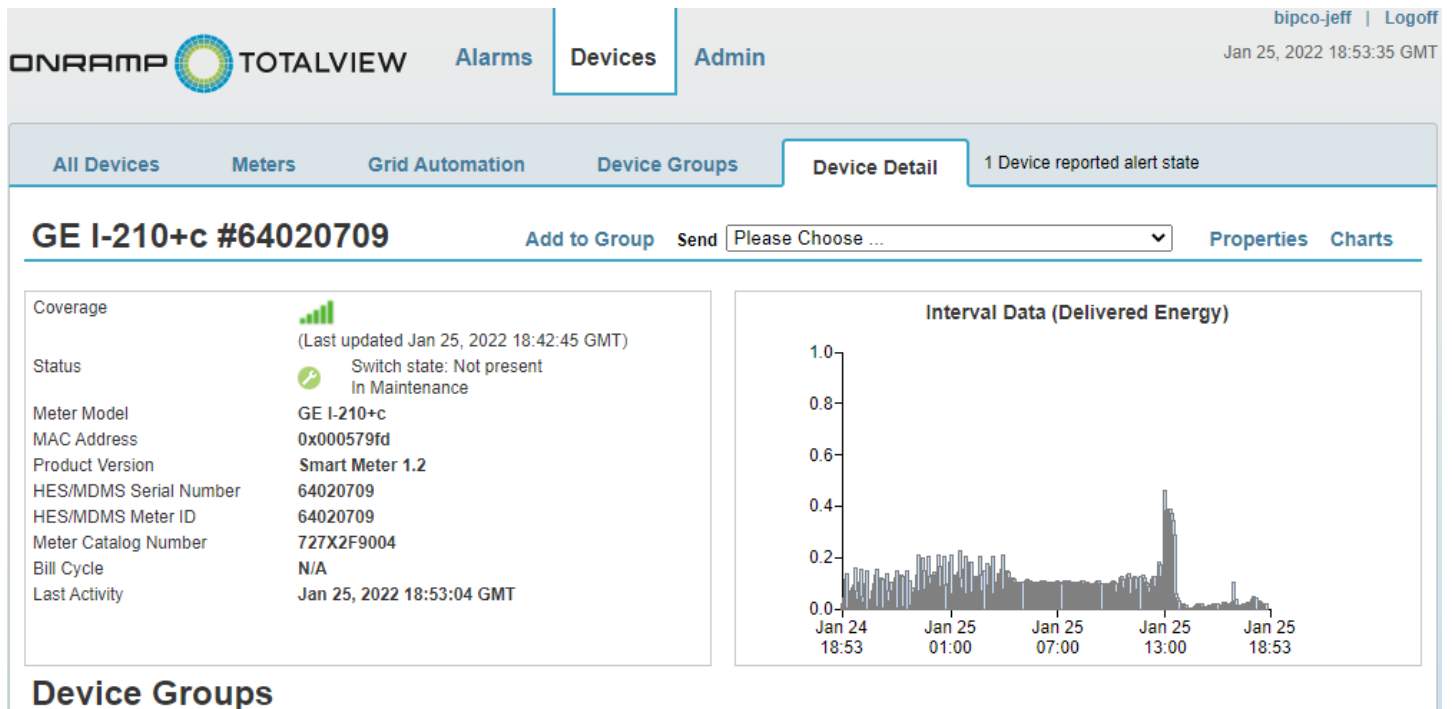 bipco-jeff | Logoff
ONRAMP TOTALVIEW Alarms Devices Admin
Jan 25, 2022 18:53:35 GMT
All Devices Meters Grid Automation Device Groups Device Detail 1 Device reported alert state
GE I-210+c #64020709 Add to Group Send Please Choose ... Properties Charts
Coverage
(Last updated Jan 25, 2022 18:42:45 GMT)
Status Switch state: Not present
In Maintenance
Meter Model GE I-210+c
MAC Address 0x000579fd
Product Version Smart Meter 1.2
HES/MDMS Serial Number 64020709
HES/MDMS Meter ID 64020709
Meter Catalog Number 727X2F9004
Bill Cycle N/A
Last Activity Jan 25, 2022 18:53:04 GMT
Interval Data (Delivered Energy)
1.0
0.8
0.6
0.4
0.2
0.0
Jan 24 Jan 25 Jan 25 Jan 25 Jan 25
18:53 01:00 07:00 13:00 18:53
Device Groups